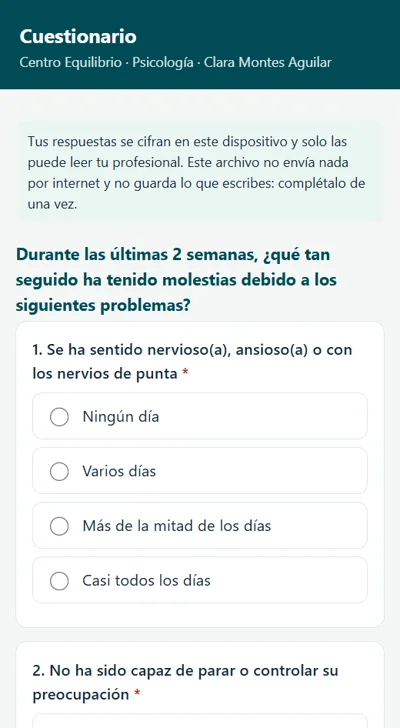 Cuestionario
Centro Equilibrio · Psicología · Clara Montes Aguilar
Tus respuestas se cifran en este dispositivo y solo las
puede leer tu profesional. Este archivo no envía nada
por internet y no guarda lo que escribes: complétalo de
una vez.
Durante las últimas 2 semanas, ¿qué tan
seguido ha tenido molestias debido a los
siguientes problemas?
1. Se ha sentido nervioso(a), ansioso(a) o con
los nervios de punta *
Ningún día
Varios días
Más de la mitad de los días
Casi todos los días
2. No ha sido capaz de parar o controlar su
preocupación *